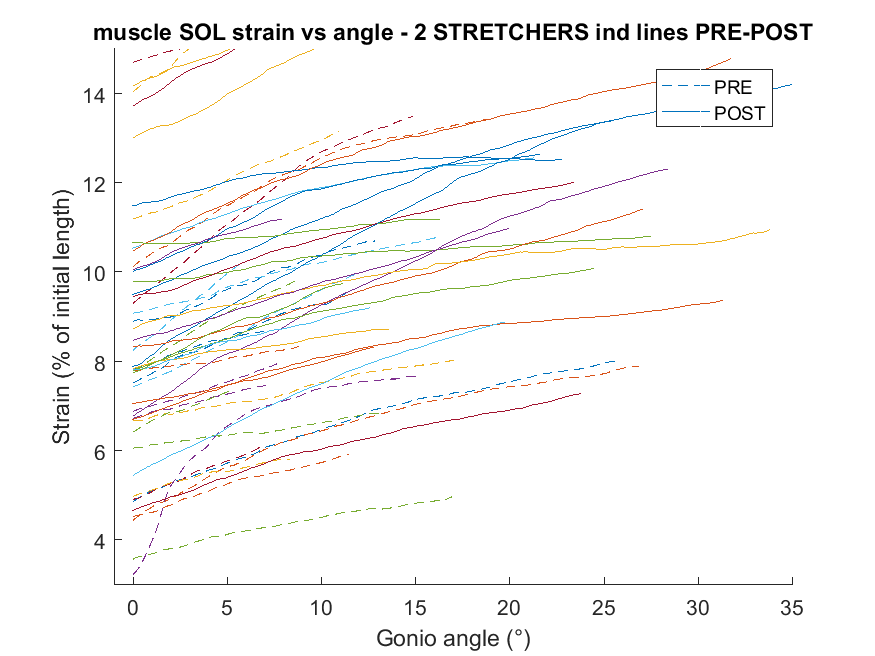 muscle SOL strain vs angle - 2 STRETCHERS ind lines PRE-POST
PRE
POST
14
12
10
8
6
4
Strain (% of initial length)
0 5 10 15 20 25 30 35
Gonio angle (°)